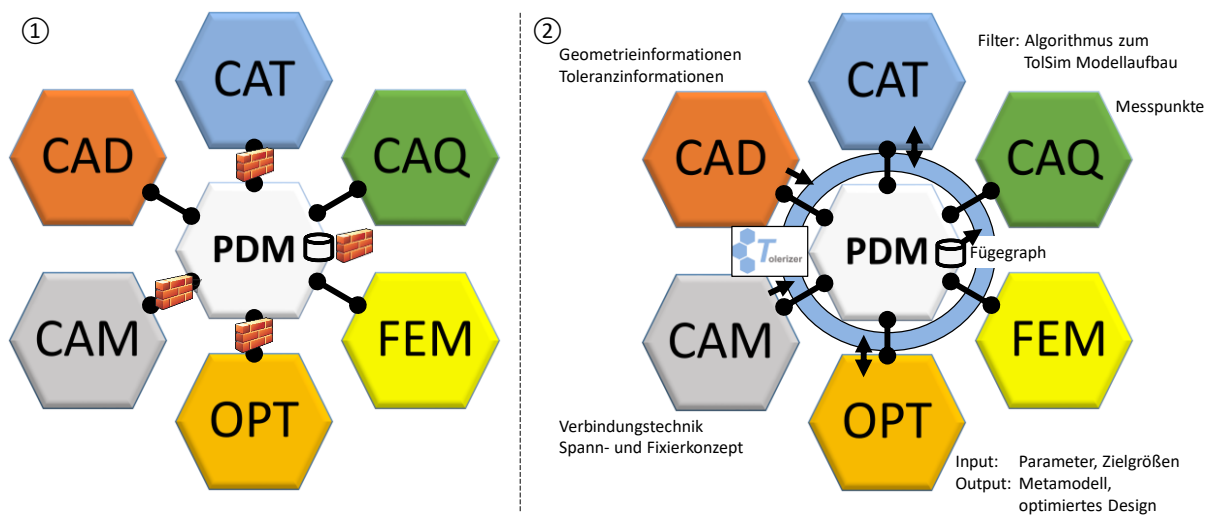 ①
CAT
CAD
CAQ
PDM
CAM
FEM
OPT
②
Geometrieinformationen
Toleranzinformationen
Filter: Algorithmus zum
TolSim Modellaufbau
CAT
Messpunkte
CAD
CAQ
Tolerizer
PDM
Fügegraph
CAM
FEM
OPT
Verbindungstechnik
Spann- und Fixierkonzept
Input: Parameter, Zielgrößen
Output: Metamodell,
optimiertes Design